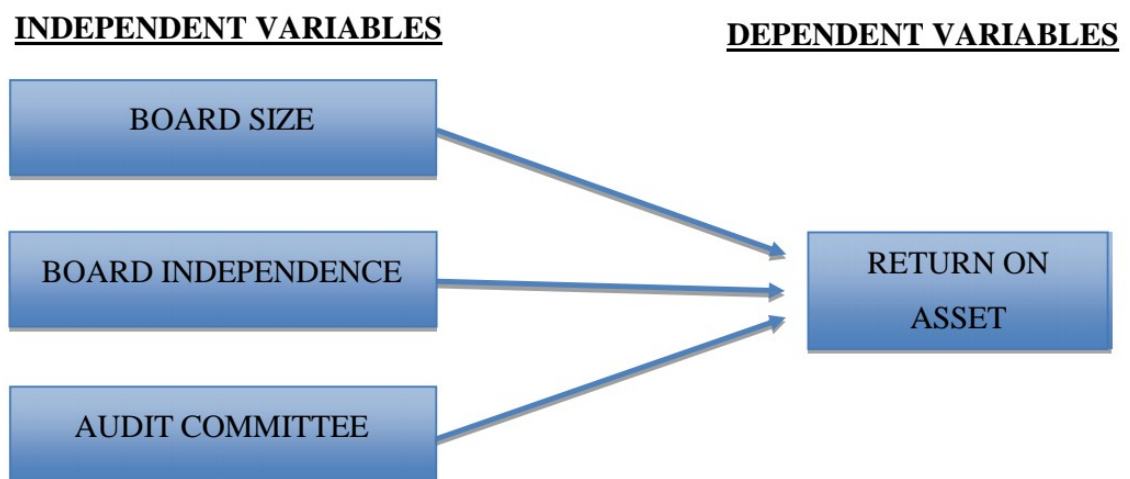 INDEPENDENT VARIABLES
DEPENDENT VARIABLES
BOARD SIZE
BOARD INDEPENDENCE
AUDIT COMMITTEE
RETURN ON
ASSET